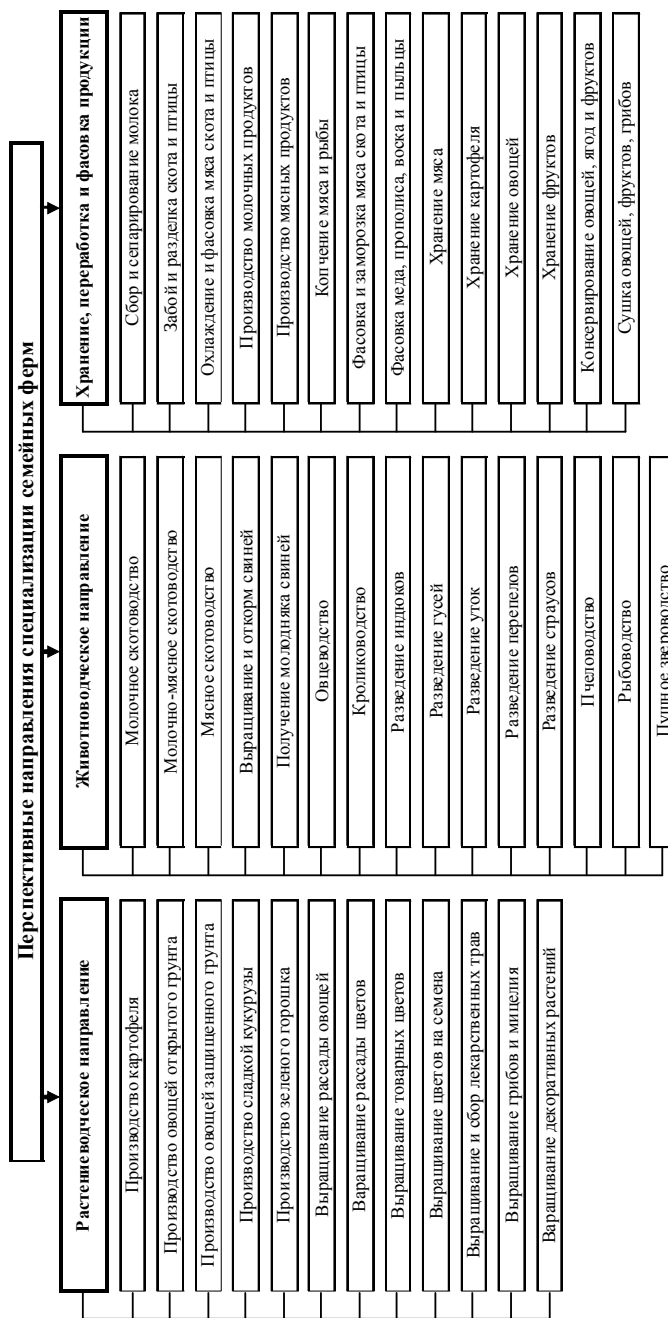 Перспективные направления специализации семейных ферм
Растениеводческое направление
Производство картофеля
Производство овощей открытого грунта
Производство овощей защищенного грунта
Производство сладкой кукурузы
Производство зеленого горошка
Выращивание рассады овощей
Варащивание рассады цветов
Выращивание товарных цветов
Выращивание цветов на семена
Выращивание и сбор лекарственных трав
Выращивание грибов и мицелия
Варащивание декоративных растений
Животноводческое направление
Молочное скотоводство
Молочно-мясное скотоводство
Мясное скотоводство
Выращивание и откорм свиней
Получение молодняка свиней
Овцеводство
Кролиководство
Разведение индюков
Разведение гусей
Разведение уток
Разведение перепелов
Разведение страусов
Пчеловодство
Рыбоводство
Пушное звероводство
Хранение, переработка и фасовка продукции
Сбор и сепарирование молока
Забой и разделка скота и птицы
Охлаждение и фасовка мяса скота и птицы
Производство молочных продуктов
Производство мясных продуктов
Копчение мяса и рыбы
Фасовка и заморозка мяса скота и птицы
Фасовка меда, прополиса, воска и пыльцы
Хранение мяса
Хранение картофеля
Хранение овощей
Хранение фруктов
Консервирование овощей, ягод и фруктов
Сушка овощей, фруктов, грибов